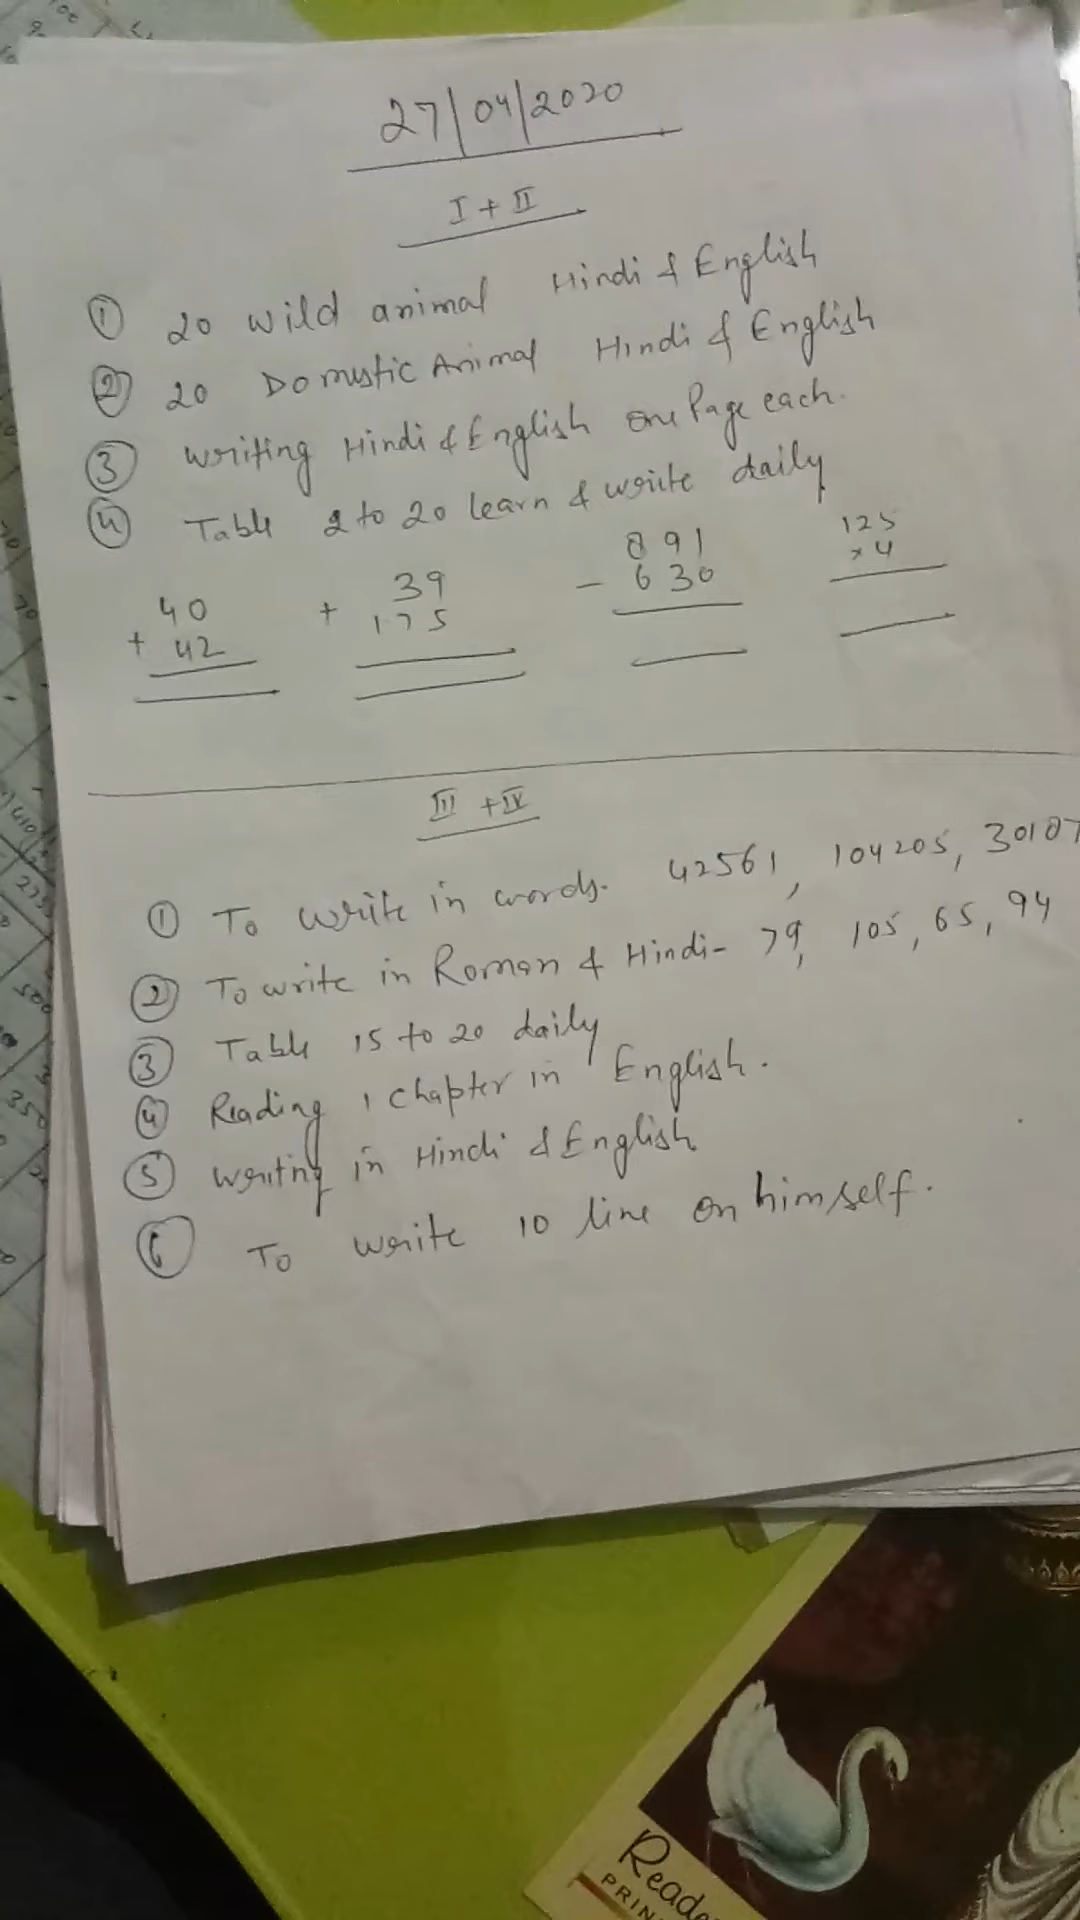 27/04/2020
I + II
① 20 wild animal Hindi & English
② 20 Domestic Animal Hindi & English
③ writing Hindi & English one Page each.
④ Table 2 to 20 learn & write daily
40
+ 42
39
+ 175
891
- 630
125
× 4
III + IV
① To write in words. 42561, 104205, 30107
② To write in Roman & Hindi - 79, 105, 65, 94
③ Table 15 to 20 daily
④ Reading 1 chapter in English.
⑤ writing in Hindi & English
⑥ To write 10 line on himself.
Reade
PRIN